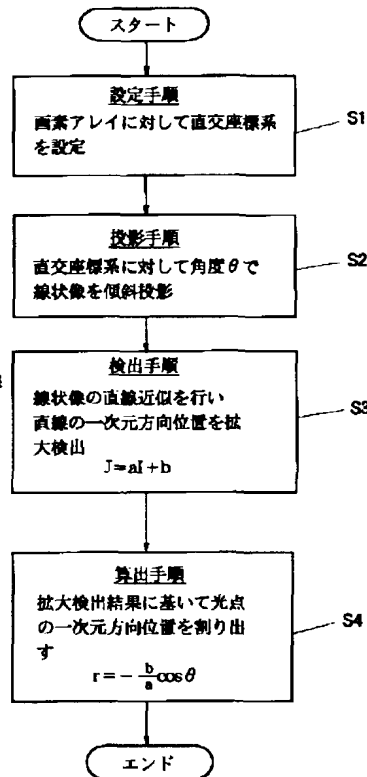 スタート
設定手順
画素アレイに対して直交座標系
を設定
S1
投影手順
直交座標系に対して角度θで
線状像を傾斜投影
S2
検出手順
線状像の直線近似を行い
直線の一次元方向位置を拡
大検出
J=aI+b
S3
算出手順
拡大検出結果に基いて光点
の一次元方向位置を割り出
す
r=-b/a cosθ
S4
エンド